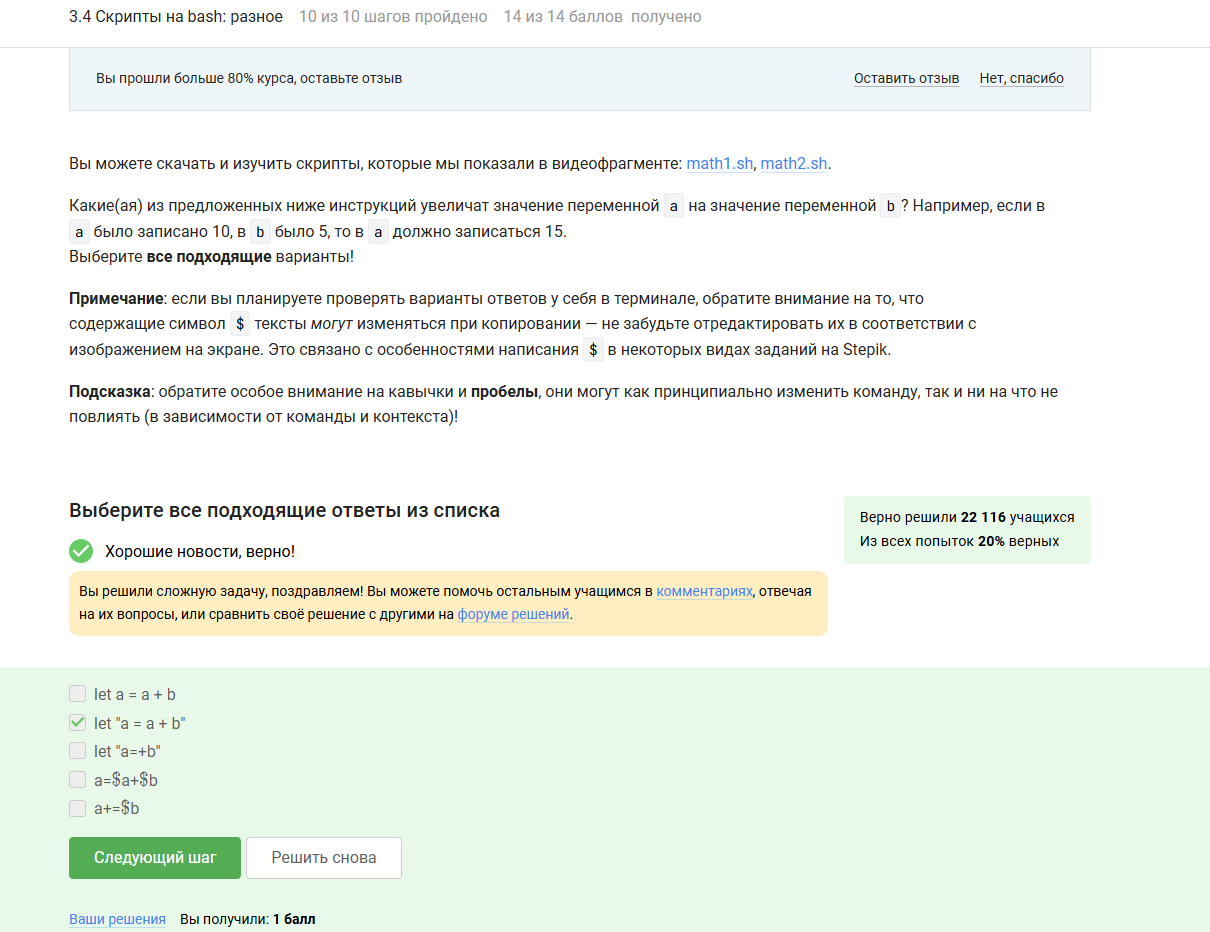 3.4 Скрипты на bash: разное 10 из 10 шагов пройдено 14 из 14 баллов получено
Вы прошли больше 80% курса, оставьте отзыв Оставить отзыв Нет, спасибо
Вы можете скачать и изучить скрипты, которые мы показали в видеофрагменте: math1.sh, math2.sh.
Какие(ая) из предложенных ниже инструкций увеличат значение переменной a на значение переменной b? Например, если в
a было записано 10, в b было 5, то в a должно записаться 15.
Выберите все подходящие варианты!
Примечание: если вы планируете проверять варианты ответов у себя в терминале, обратите внимание на то, что
содержащие символ $ тексты могут изменяться при копировании — не забудьте отредактировать их в соответствии с
изображением на экране. Это связано с особенностями написания $ в некоторых видах заданий на Stepik.
Подсказка: обратите особое внимание на кавычки и пробелы, они могут как принципиально изменить команду, так и ни на что не
повлиять (в зависимости от команды и контекста)!
Выберите все подходящие ответы из списка
Верно решили 22 116 учащихся
Из всех попыток 20% верных
Хорошие новости, верно!
Вы решили сложную задачу, поздравляем! Вы можете помочь остальным учащимся в комментариях, отвечая
на их вопросы, или сравнить своё решение с другими на форуме решений.
let a = a + b
let "a = a + b"
let "a=+b"
a=$a+$b
a+=$b
Следующий шаг Решить снова
Ваши решения Вы получили: 1 балл